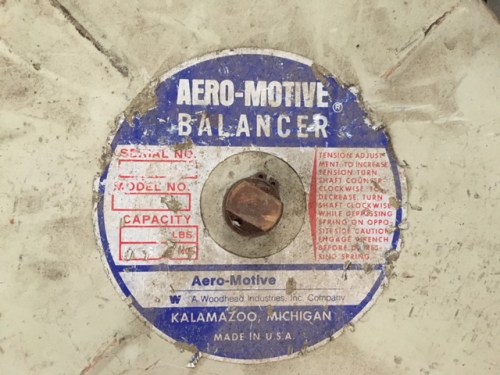 AERO-MOTIVE®
BALANCER
SERIAL NO.
MODEL NO.
CAPACITY
LBS
TENSION ADJUST
MENT TO INCREASE
TENSION TURN
SHAFT COUNTER
CLOCKWISE TO
DECREASE TURN
SHAFT CLOCKWISE
WHILE DEPRESSING
SPRING ON OPPO
SITE SIDE CAUTION
ENGAGE WRENCH
BEFORE
SING SPRING
Aero-Motive
W A Woodhead Industries, Inc. Company
KALAMAZOO, MICHIGAN
MADE IN U.S.A.